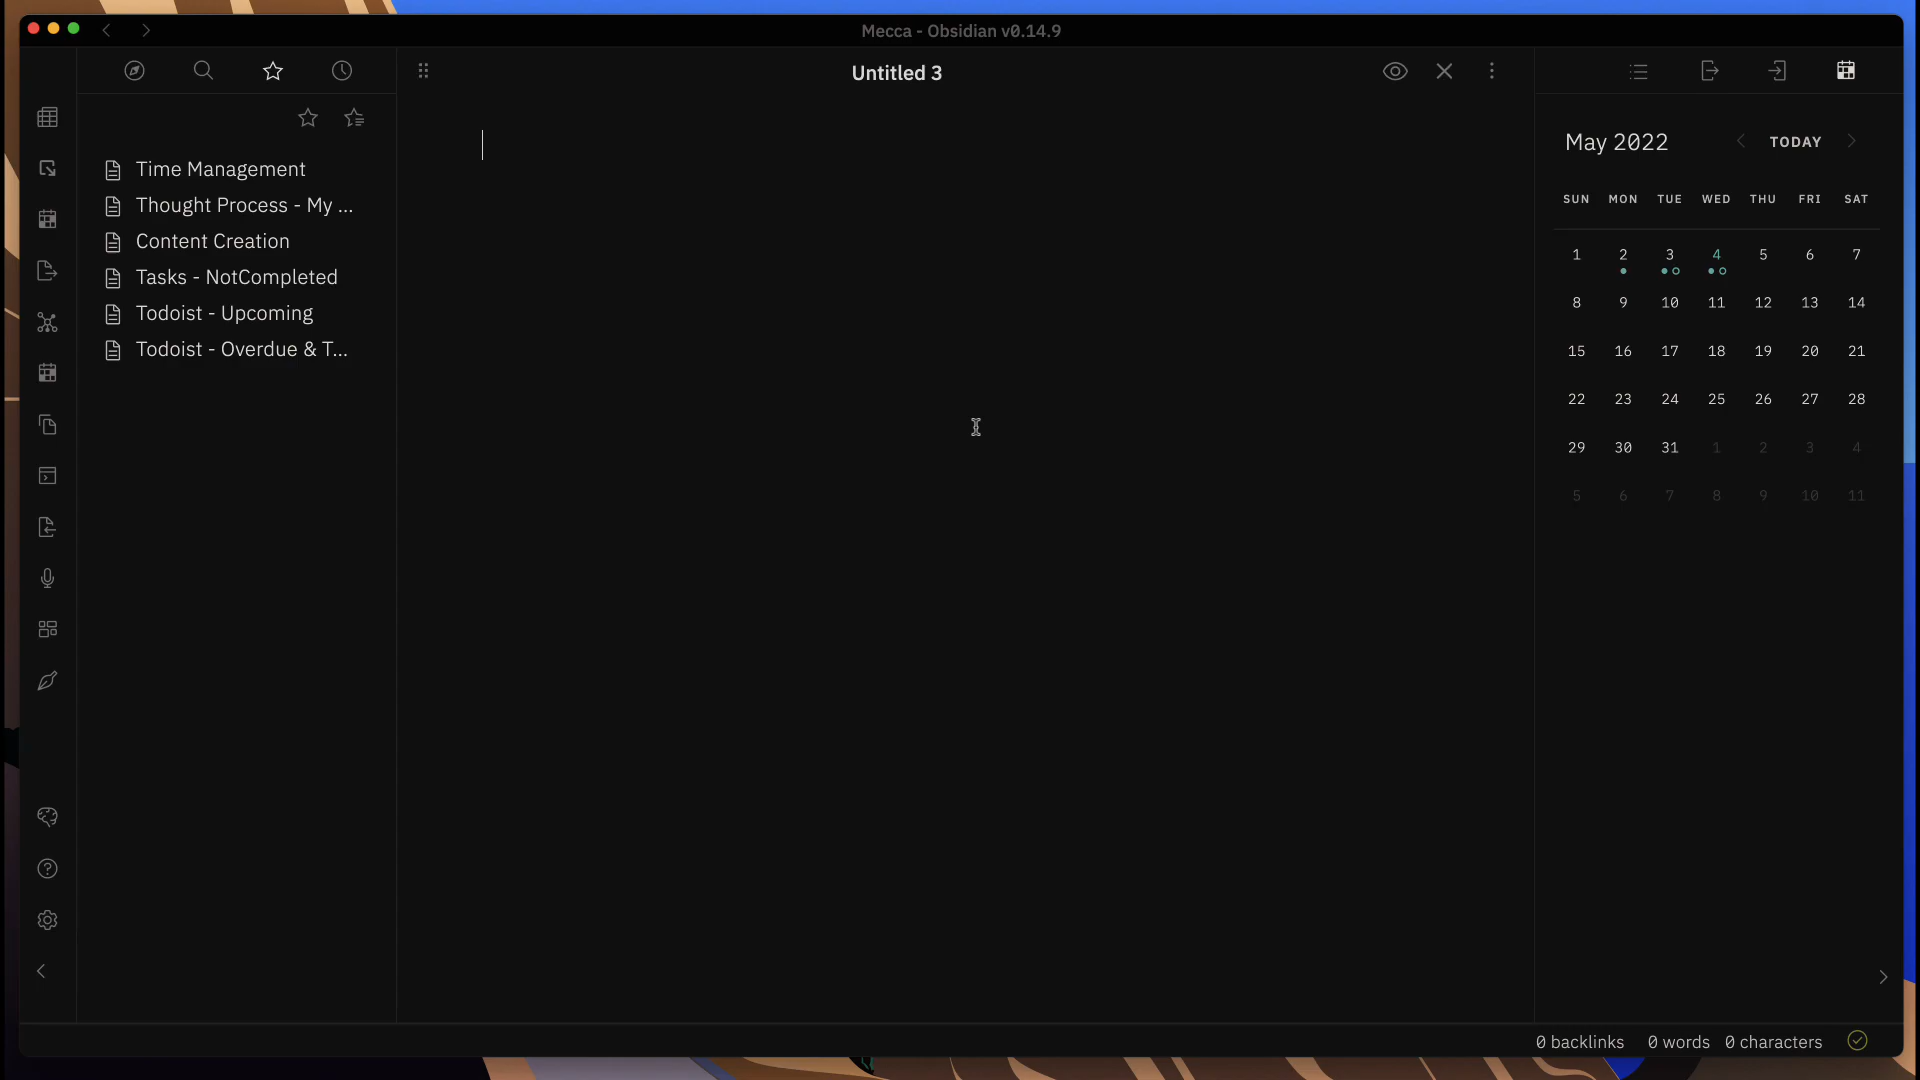 Mecca - Obsidian v0.14.9
Untitled 3
Time Management
Thought Process - My ...
Content Creation
Tasks - NotCompleted
Todoist - Upcoming
Todoist - Overdue & T...
May 2022
TODAY
SUN MON TUE WED THU FRI SAT
1 2 3 4 5 6 7
8 9 10 11 12 13 14
15 16 17 18 19 20 21
22 23 24 25 26 27 28
29 30 31 1 2 3 4
5 6 7 8 9 10 11
0 backlinks 0 words 0 characters